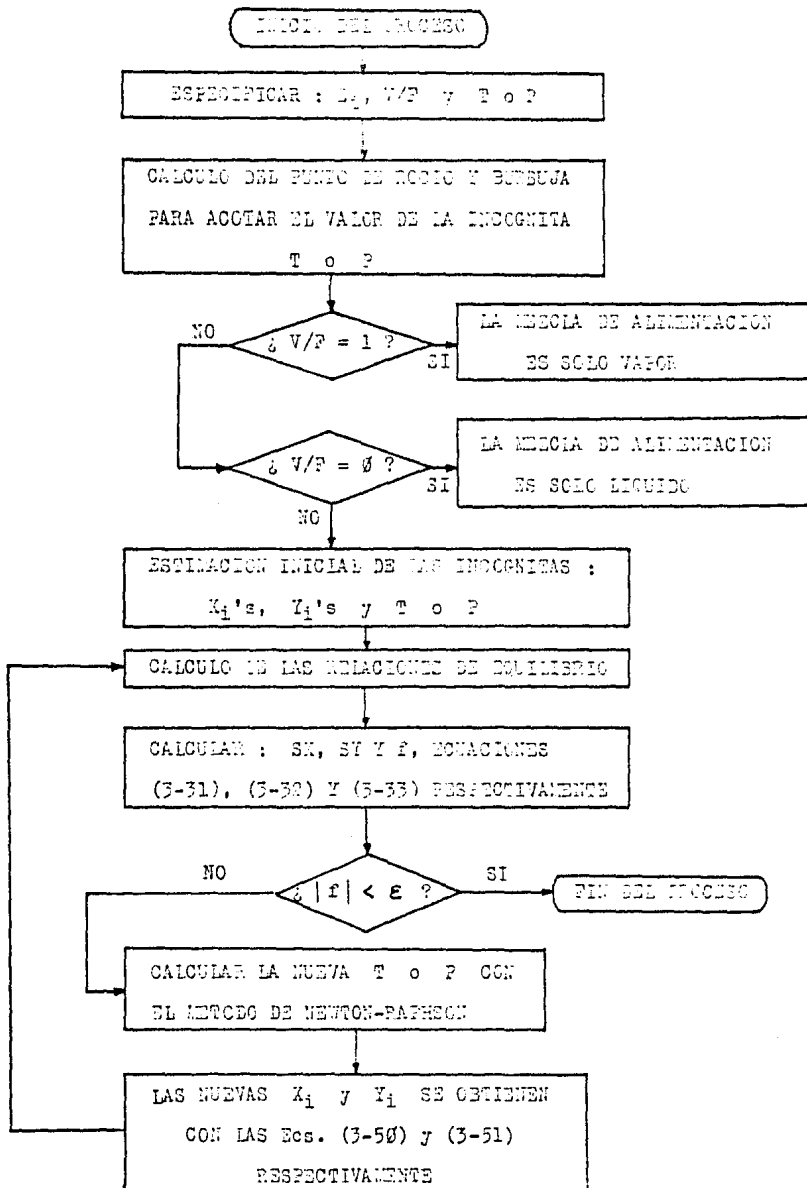 INICIO DEL PROCESO
ESPECIFICAR : Zi, V/F y T o P
CALCULO DEL PUNTO DE ROCIO Y BURBUJA
PARA ACOTAR EL VALOR DE LA INCOGNITA
T o P
NO
¿ V/F = 1 ?
SI
LA MEZCLA DE ALIMENTACION
ES SOLO VAPOR
¿ V/F = Ø ?
SI
NO
LA MEZCLA DE ALIMENTACION
ES SOLO LIQUIDO
ESTIMACION INICIAL DE LAS INCOGNITAS :
Xi's, Yi's y T o P
CALCULO DE LAS RELACIONES DE EQUILIBRIO
CALCULAR : SX, SY Y f, ECUACIONES
(3-31), (3-32) Y (3-33) RESPECTIVAMENTE
NO
¿ |f| < ε ?
SI
FIN DEL PROCESO
CALCULAR LA NUEVA T o P CON
EL METODO DE NEWTON-RAPHSON
LAS NUEVAS Xi y Yi SE OBTIENEN
CON LAS Ecs. (3-5Ø) y (3-51)
RESPECTIVAMENTE